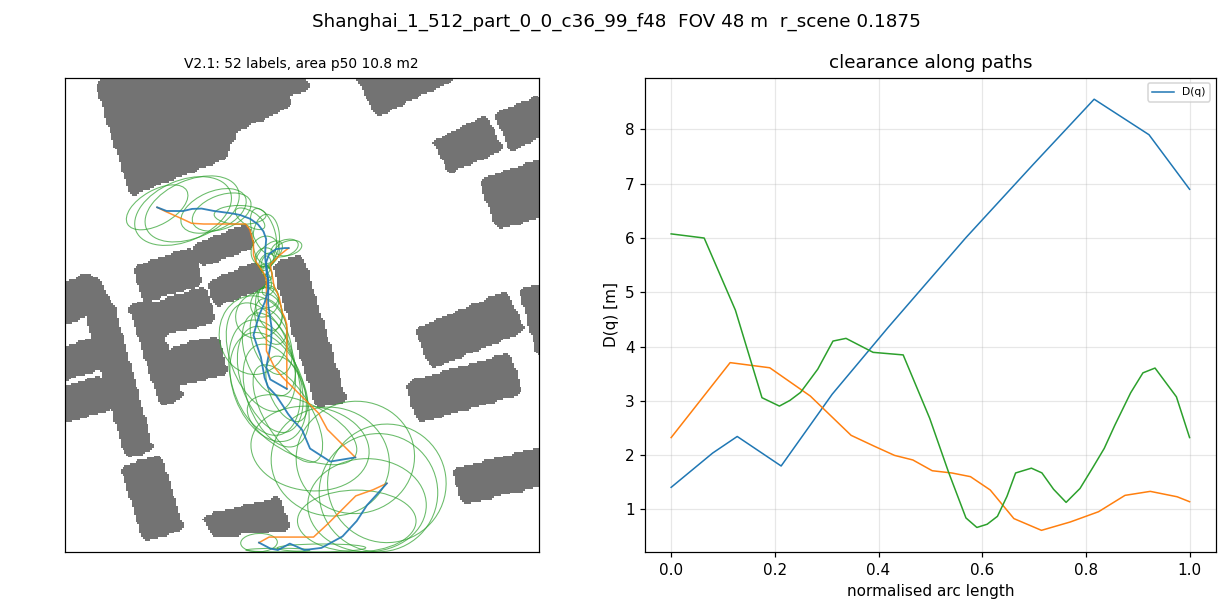 Shanghai_1_512_part_0_0_c36_99_f48  FOV 48 m  r_scene 0.1875
V2.1: 52 labels, area p50 10.8 m2
clearance along paths
D(q)
8
7
6
5
4
3
2
1
D(q) [m]
0.0 0.2 0.4 0.6 0.8 1.0
normalised arc length